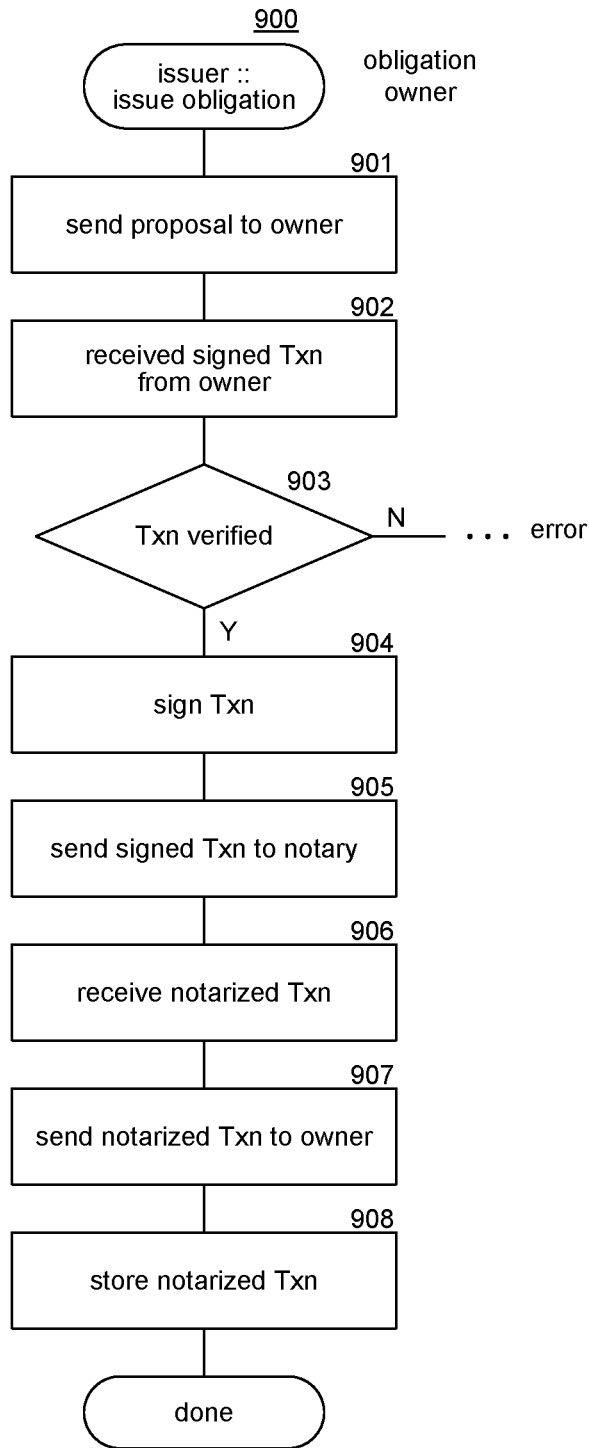 900
issuer ::
issue obligation
obligation
owner
901
send proposal to owner
902
received signed Txn
from owner
903
Txn verified
N
... error
Y
904
sign Txn
905
send signed Txn to notary
906
receive notarized Txn
907
send notarized Txn to owner
908
store notarized Txn
done